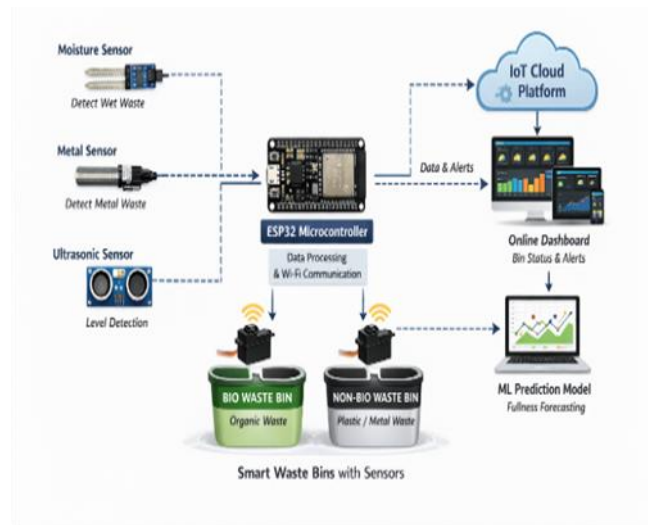 Moisture Sensor
Detect Wet Waste
Metal Sensor
Detect Metal Waste
Ultrasonic Sensor
Level Detection
ESP32 Microcontroller
Data Processing
& Wi-Fi Communication
IoT Cloud
Platform
Data & Alerts
Online Dashboard
Bin Status & Alerts
ML Prediction Model
Fullness Forecasting
BIO WASTE BIN
Organic Waste
NON-BIO WASTE BIN
Plastic / Metal Waste
Smart Waste Bins with Sensors